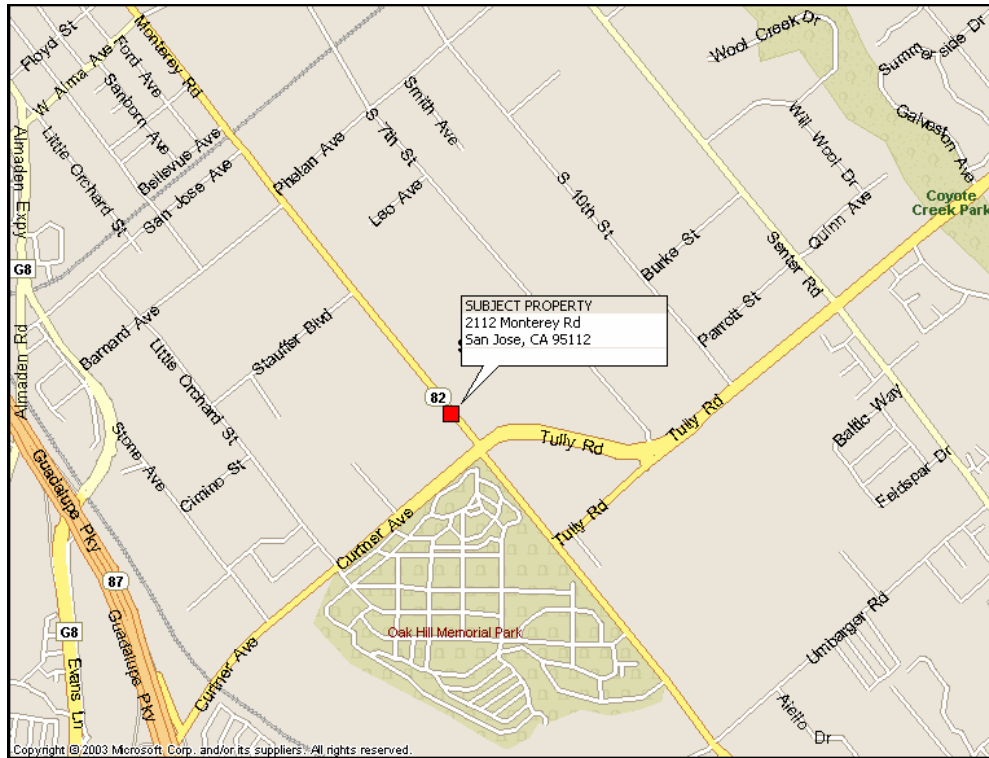 Floyd St
W Alma Ave
Ford Ave
Sanborn Ave
Monterey Rd
Bellevue Ave
San Jose Ave
Little Orchard St
Almaden Expy
G8
Phelan Ave
S 7th St
Smith Ave
Lao Ave
S 10th St
Wool Creek Dr
Summerside Dr
Will Wool Dr
Galveston Ave
Coyote
Creek Park
Quinn Ave
Senter Rd
Burke St
Parrott St
SUBJECT PROPERTY
2112 Monterey Rd
San Jose, CA 95112
S
82
Barnard Ave
Stauffer Blvd
Little Orchard St
Almaden Rd
Stone Ave
Cimino St
Guadalupe Pky
87
Guadalupe Pky
G8
Evans Ln
Curtner Ave
Curtner Ave
Tully Rd
Tully Rd
Tully Rd
Baltic Way
Feldspar Dr
Oak Hill Memorial Park
Umbarger Rd
Aiello Dr
Copyright © 2003 Microsoft Corp. and/or its suppliers. All rights reserved.